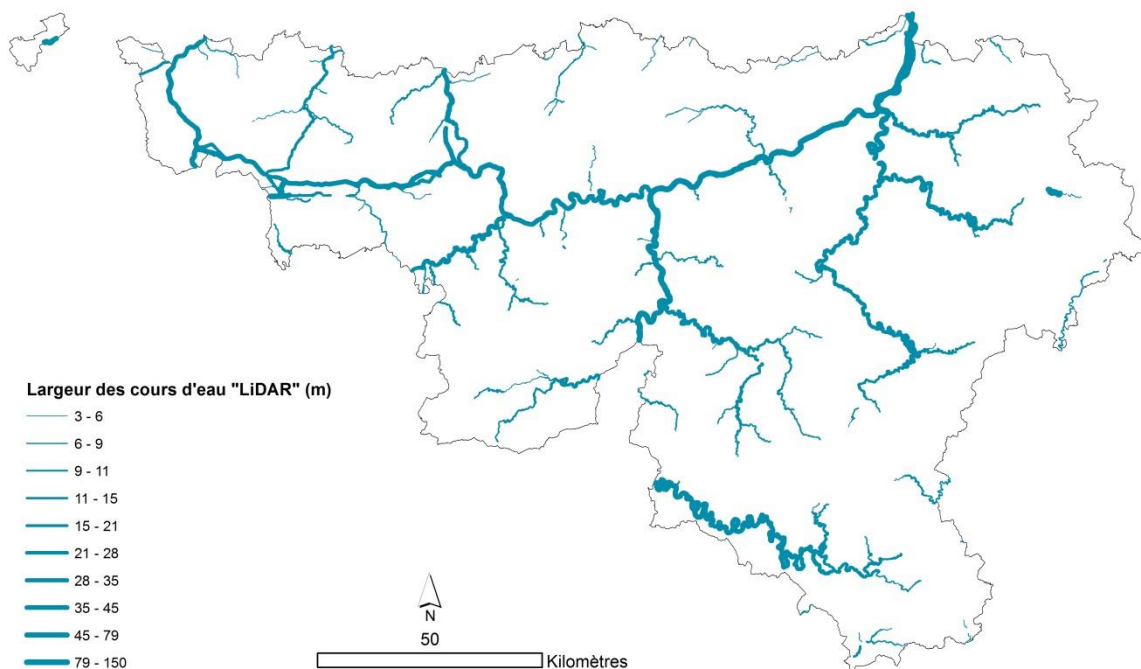 Largeur des cours d'eau "LiDAR" (m)
3 - 6
6 - 9
9 - 11
11 - 15
15 - 21
21 - 28
28 - 35
35 - 45
45 - 79
79 - 150
N
50
Kilomètres